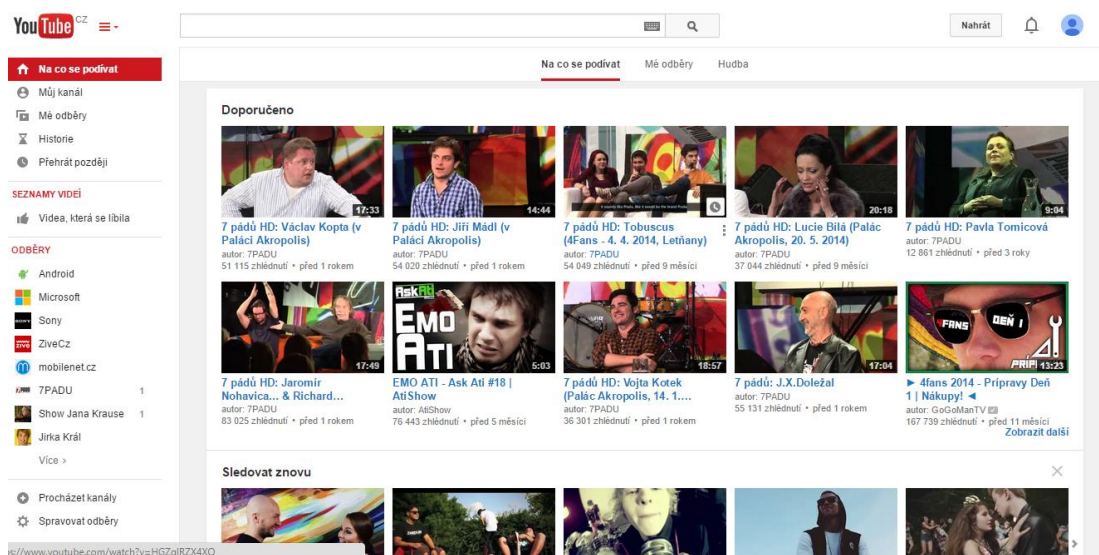 YouTube CZ
Nahrát
Na co se podívat
Můj kanál
Mé odběry
Historie
Přehrát později
SEZNAMY VIDEÍ
Videa, která se líbila
ODBĚRY
Android
Microsoft
Sony
ZiveCz
mobilenet.cz
7PADU 1
Show Jana Krause 1
Jirka Král
Více ›
Procházet kanály
Spravovat odběry
Na co se podívat Mé odběry Hudba
Doporučeno
17:33
7 pádů HD: Václav Kopta (v
Paláci Akropolis)
autor: 7PADU
51 115 zhlédnutí • před 1 rokem
14:44
7 pádů HD: Jiří Mádl (v
Paláci Akropolis)
autor: 7PADU
54 020 zhlédnutí • před 1 rokem
7 pádů HD: Tobuscus
(4Fans - 4. 4. 2014, Letňany)
autor: 7PADU
54 049 zhlédnutí • před 9 měsíci
20:18
7 pádů HD: Lucie Bílá (Palác
Akropolis, 20. 5. 2014)
autor: 7PADU
37 044 zhlédnutí • před 9 měsíci
9:04
7 pádů HD: Pavla Tomicová
autor: 7PADU
12 861 zhlédnutí • před 3 roky
17:49
7 pádů HD: Jaromír
Nohavica... & Richard...
autor: 7PADU
83 025 zhlédnutí • před 1 rokem
AskAti
EMO
ATI
5:03
EMO ATI - Ask Ati #18 |
AtiShow
autor: AtiShow
76 443 zhlédnutí • před 5 měsíci
18:57
7 pádů HD: Vojta Kotek
(Palác Akropolis, 14. 1....
autor: 7PADU
36 301 zhlédnutí • před 1 rokem
17:04
7 pádů: J.X.Doležal
autor: 7PADU
55 131 zhlédnutí • před 1 rokem
4FANS DEŇ I
13:23
► 4fans 2014 - Prípravy Deň
1 | Nákupy! ◄
autor: GoGoManTV
167 739 zhlédnutí • před 11 měsíci
Zobrazit další
Sledovat znovu